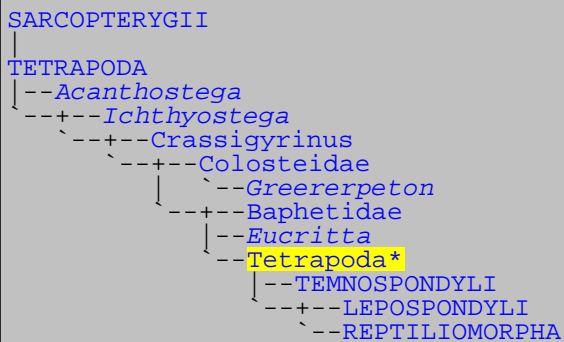 SARCOPTERYGII
|
TETRAPODA
|--Acanthostega
`--+--Ichthyostega
   `--+--Crassigyrinus
      `--+--Colosteidae
         |  `--Greererpeton
         `--+--Baphetidae
            |--Eucritta
            `--Tetrapoda*
               |--TEMNOSPONDYLI
               `--+--LEPOSPONDYLI
                  `--REPTILIOMORPHA